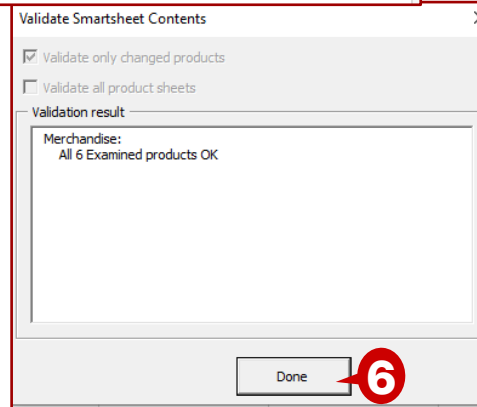 Validate Smartsheet Contents
Validate only changed products
Validate all product sheets
Validation result
Merchandise:
All 6 Examined products OK
Done
6